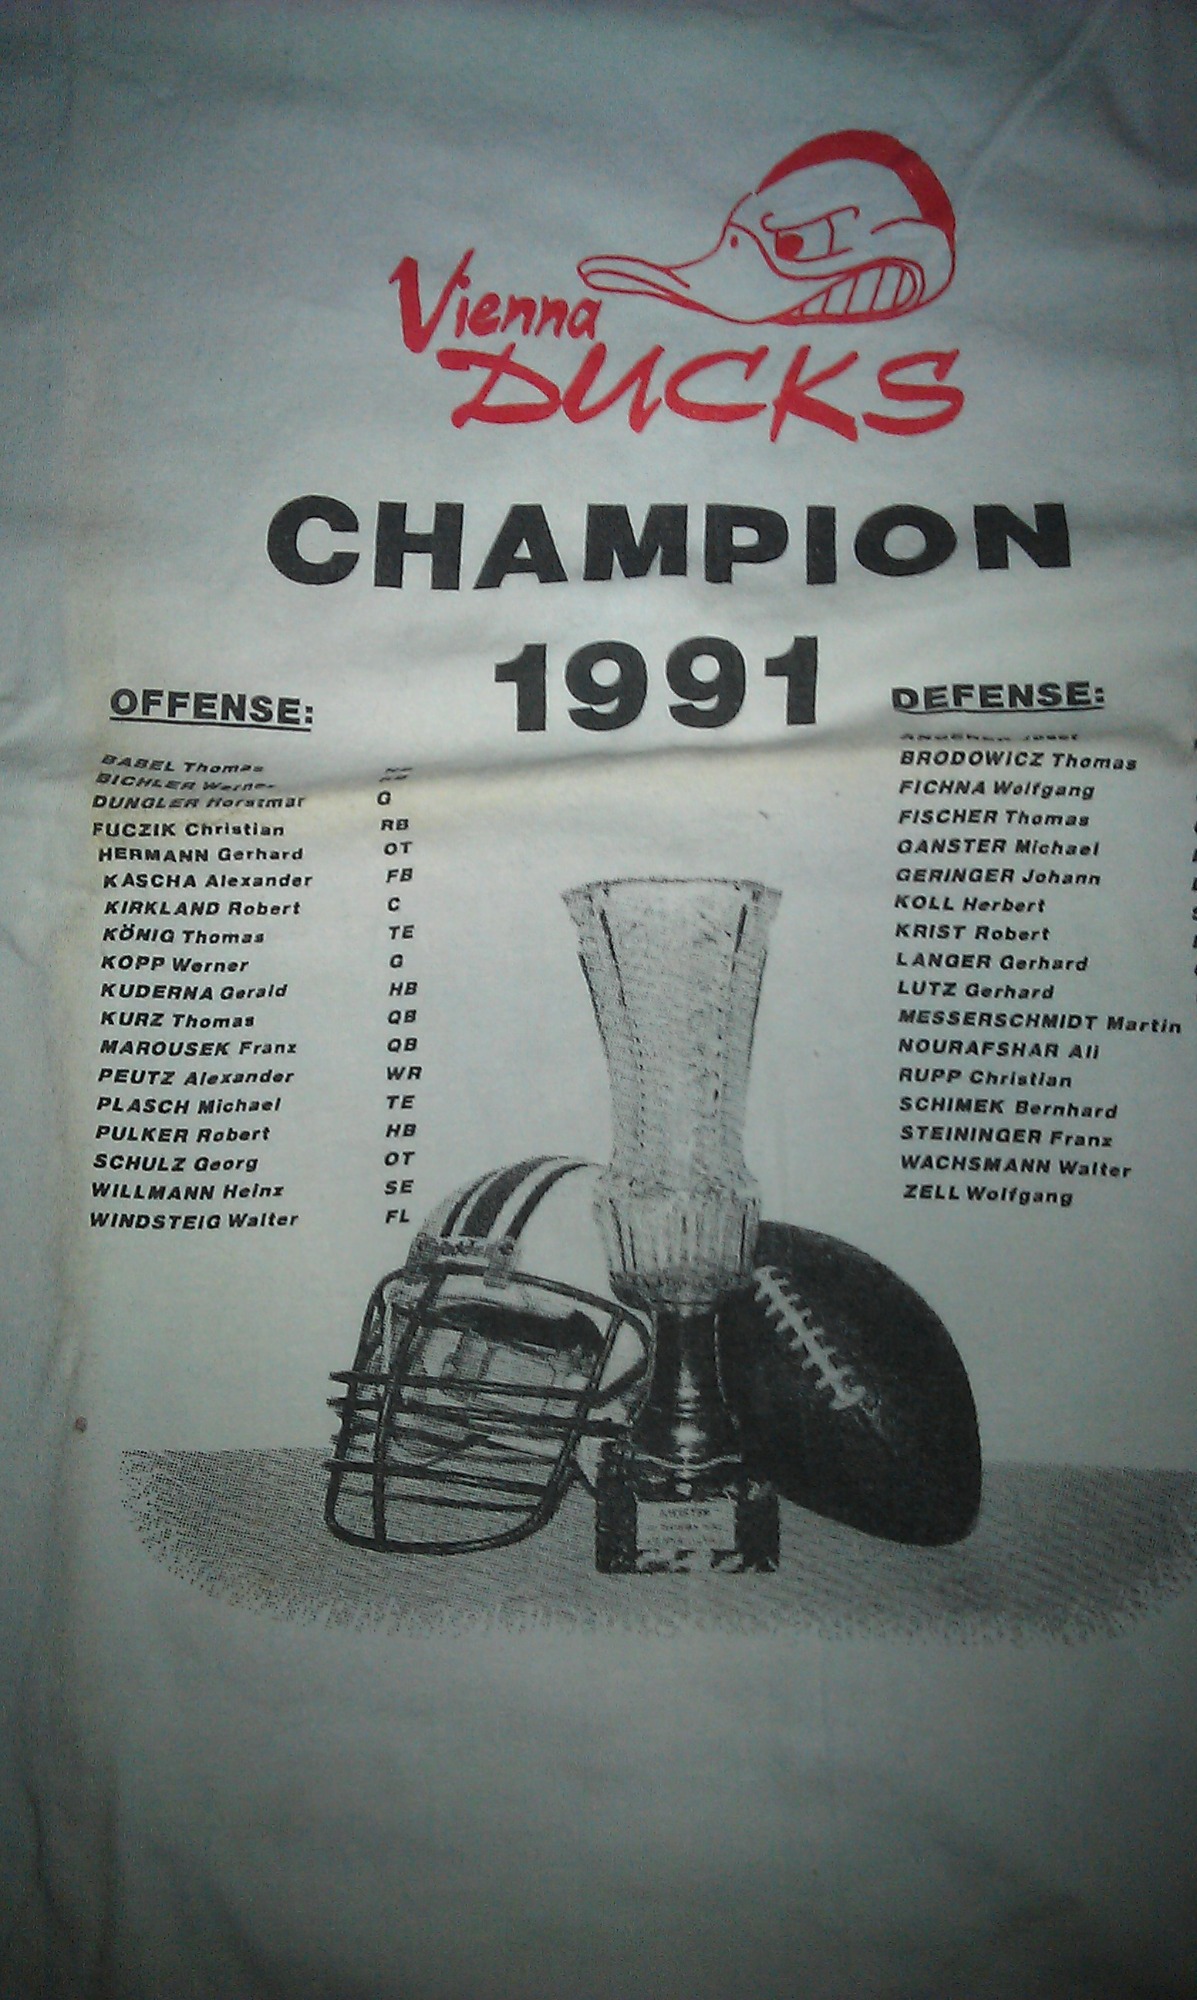 Vienna
DUCKS
CHAMPION
1991
OFFENSE:
BABEL Thomas
BICHLER Werner
DUNGLER Horstmar G
FUCZIK Christian RB
HERMANN Gerhard OT
KASCHA Alexander FB
KIRKLAND Robert C
KÖNIG Thomas TE
KOPP Werner G
KUDERNA Gerald HB
KURZ Thomas QB
MAROUSEK Franz QB
PEUTZ Alexander WR
PLASCH Michael TE
PULKER Robert HB
SCHULZ Georg OT
WILLMANN Heinz SE
WINDSTEIG Walter FL
DEFENSE:
BRODOWICZ Thomas
FICHNA Wolfgang
FISCHER Thomas
GANSTER Michael
GERINGER Johann
KOLL Herbert
KRIST Robert
LANGER Gerhard
LUTZ Gerhard
MESSERSCHMIDT Martin
NOURAFSHAR Ali
RUPP Christian
SCHIMEK Bernhard
STEININGER Franz
WACHSMANN Walter
ZELL Wolfgang